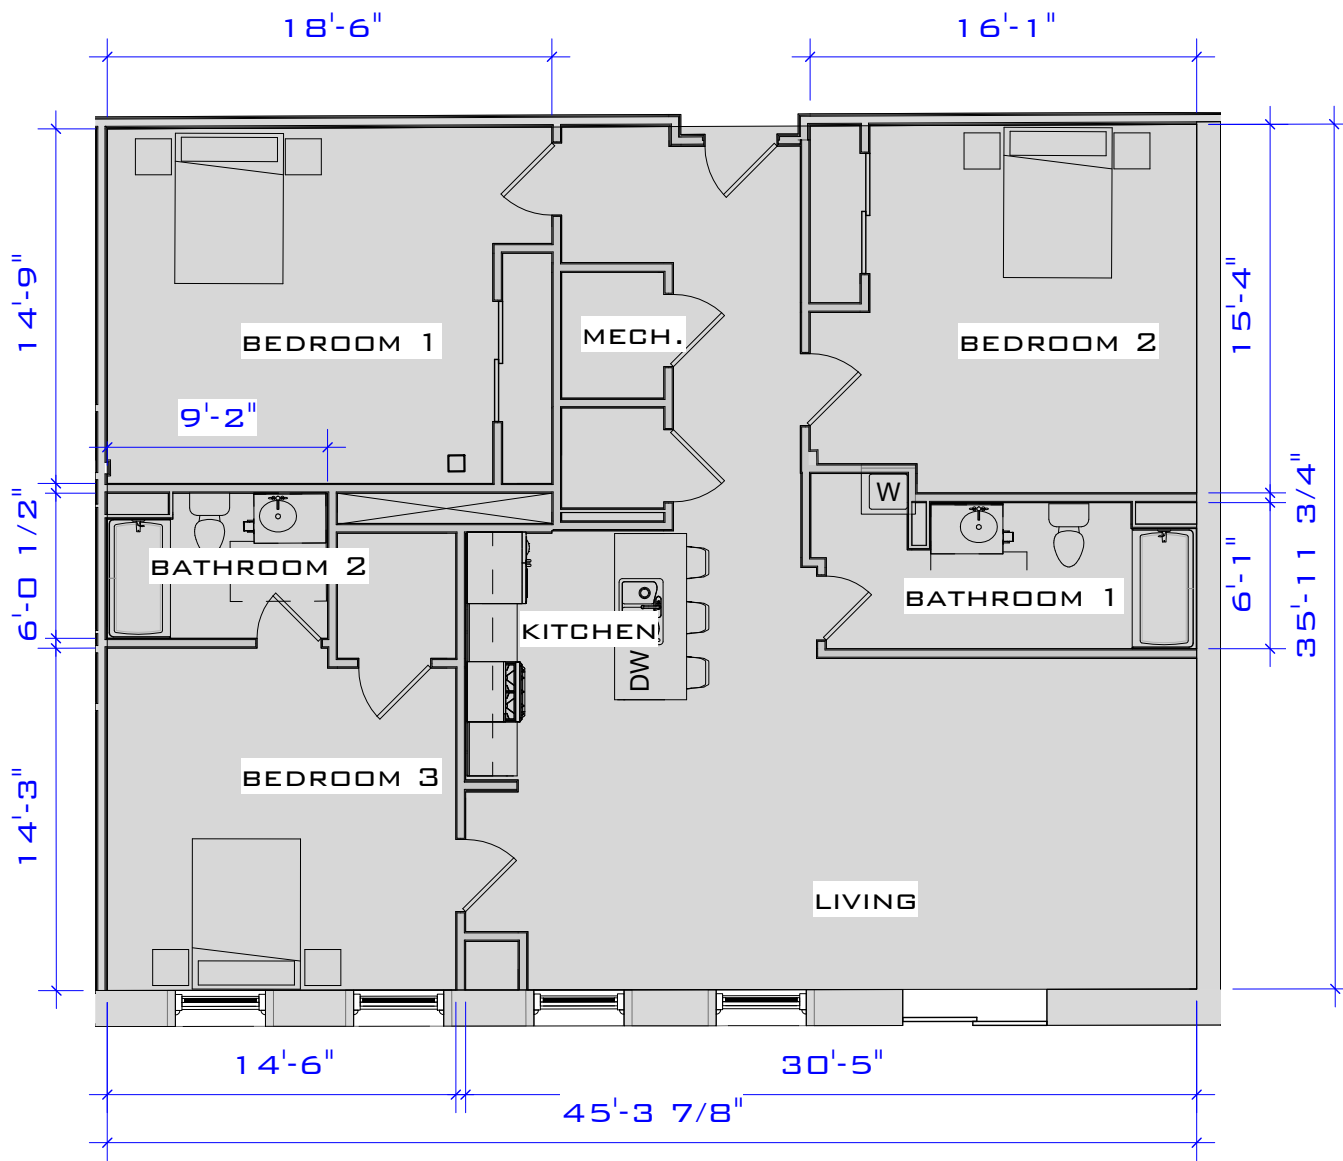 18'-6"
16'-1"
14'-9"
BEDROOM 1
MECH.
BEDROOM 2
15'-4"
9'-2"
W
35'-11 3/4"
6'-0 1/2"
BATHROOM 2
BATHROOM 1
6'-1"
KITCHEN
DW
BEDROOM 3
14'-3"
LIVING
14'-6"
30'-5"
45'-3 7/8"